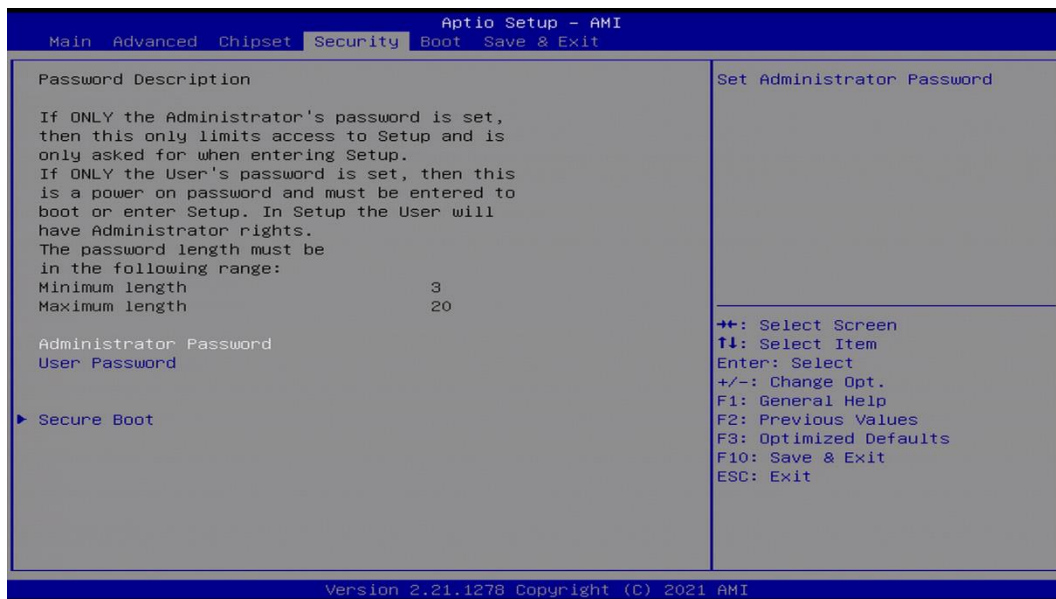 Aptio Setup – AMI
Main Advanced Chipset Security Boot Save & Exit
Password Description
If ONLY the Administrator's password is set,
then this only limits access to Setup and is
only asked for when entering Setup.
If ONLY the User's password is set, then this
is a power on password and must be entered to
boot or enter Setup. In Setup the User will
have Administrator rights.
The password length must be
in the following range:
Minimum length 3
Maximum length 20
Administrator Password
User Password
► Secure Boot
Set Administrator Password
→←: Select Screen
↑↓: Select Item
Enter: Select
+/-: Change Opt.
F1: General Help
F2: Previous Values
F3: Optimized Defaults
F10: Save & Exit
ESC: Exit
Version 2.21.1278 Copyright (C) 2021 AMI